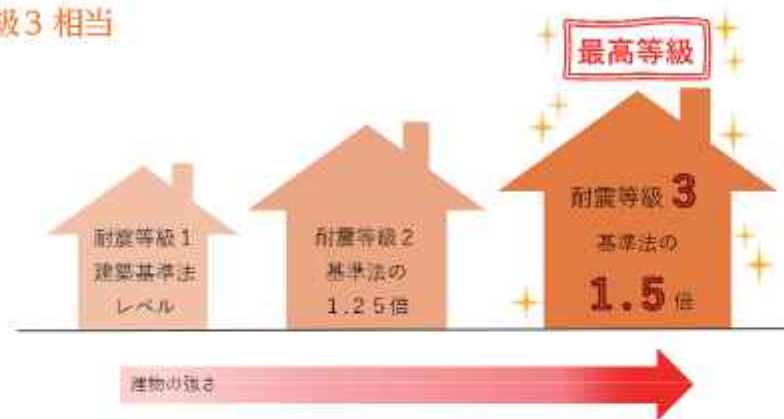 級3 相当
最高等級
耐震等級1
建築基準法
レベル
耐震等級2
基準法の
1.25倍
耐震等級 3
基準法の
1.5倍
建物の強さ